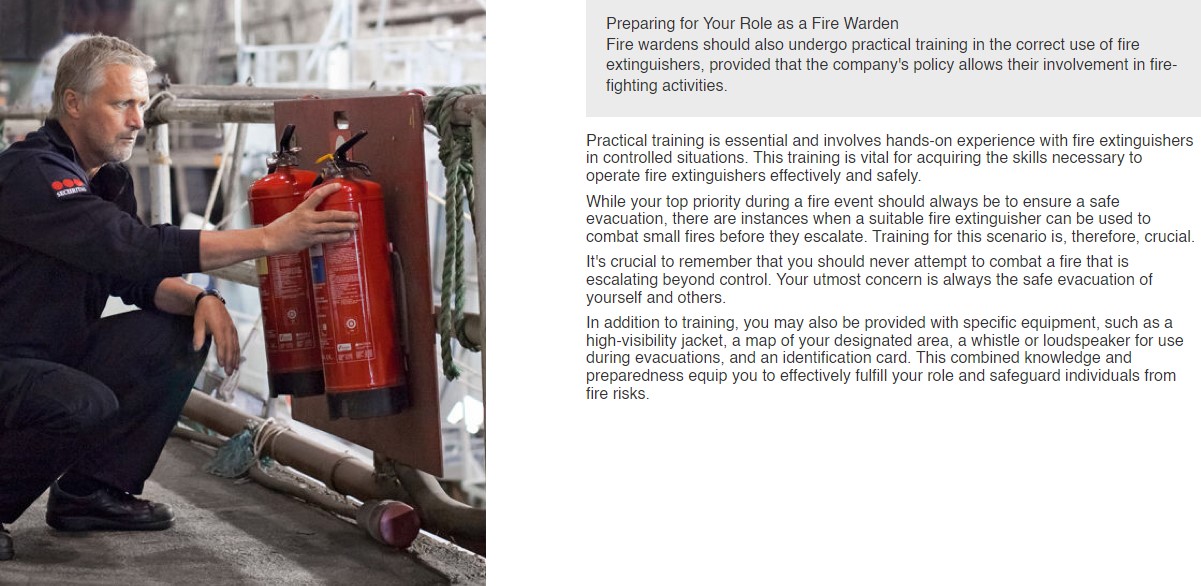 SECURITAS
Preparing for Your Role as a Fire Warden
Fire wardens should also undergo practical training in the correct use of fire
extinguishers, provided that the company's policy allows their involvement in fire-
fighting activities.
Practical training is essential and involves hands-on experience with fire extinguishers
in controlled situations. This training is vital for acquiring the skills necessary to
operate fire extinguishers effectively and safely.
While your top priority during a fire event should always be to ensure a safe
evacuation, there are instances when a suitable fire extinguisher can be used to
combat small fires before they escalate. Training for this scenario is, therefore, crucial.
It's crucial to remember that you should never attempt to combat a fire that is
escalating beyond control. Your utmost concern is always the safe evacuation of
yourself and others.
In addition to training, you may also be provided with specific equipment, such as a
high-visibility jacket, a map of your designated area, a whistle or loudspeaker for use
during evacuations, and an identification card. This combined knowledge and
preparedness equip you to effectively fulfill your role and safeguard individuals from
fire risks.